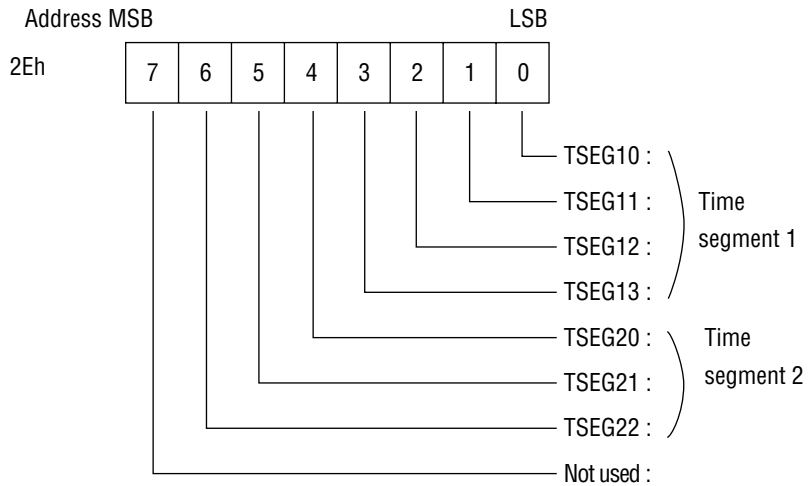 Address MSB LSB
2Eh 7 6 5 4 3 2 1 0
TSEG10 :
TSEG11 : Time
TSEG12 : segment 1
TSEG13 :
TSEG20 : Time
TSEG21 : segment 2
TSEG22 :
Not used :